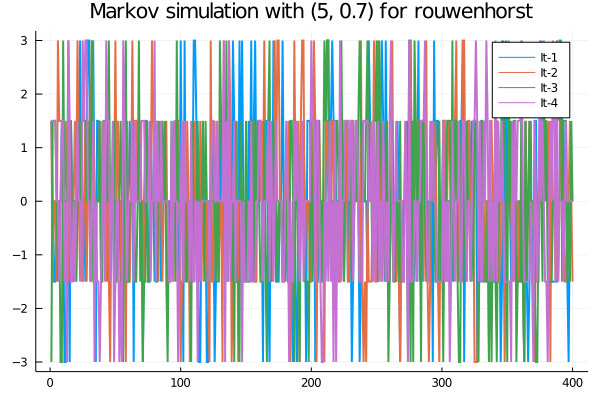 Markov simulation with (5, 0.7) for rouwenhorst
3
2
1
0
−1
−2
−3
It-1
It-2
It-3
It-4
0
100
200
300
400